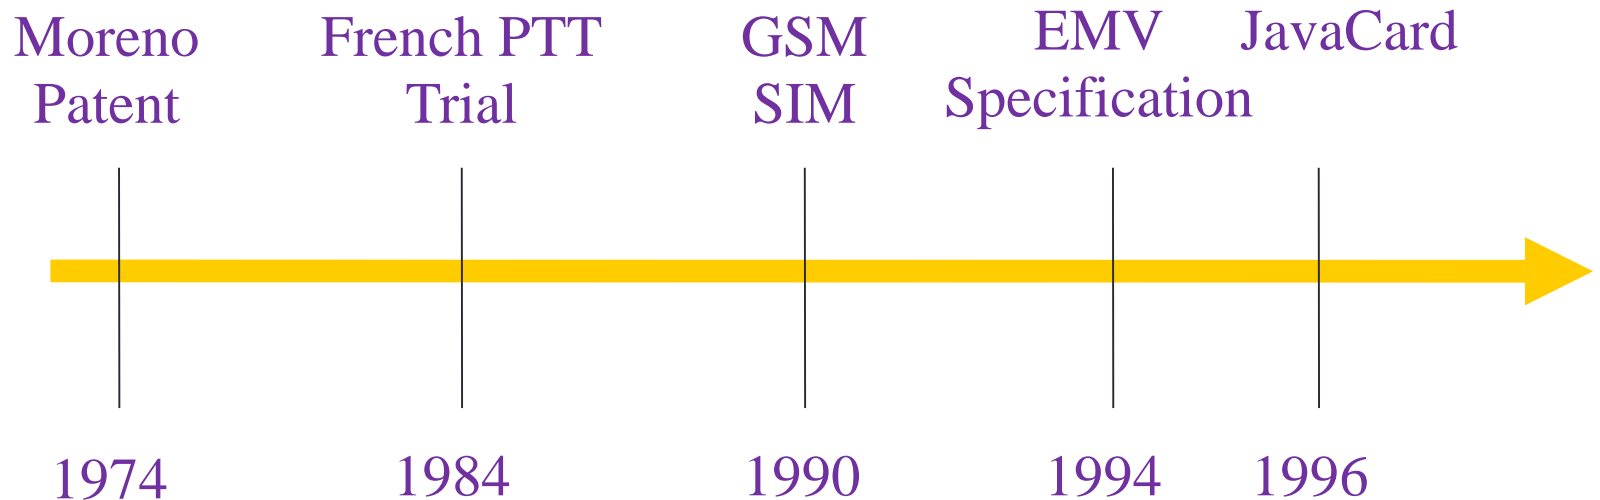 Moreno
Patent
French PTT
Trial
GSM
SIM
EMV
Specification
JavaCard
1974
1984
1990
1994
1996